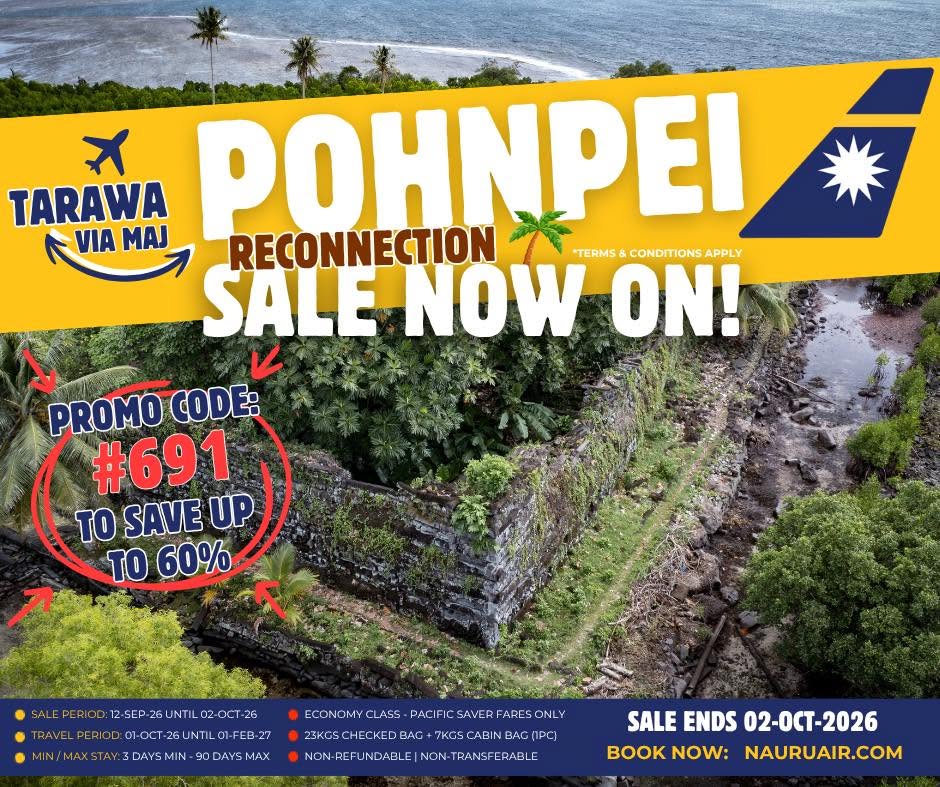 TARAWA
VIA MAJ
POHNPEI
RECONNECTION
*TERMS & CONDITIONS APPLY
SALE NOW ON!
PROMO CODE:
#691
TO SAVE UP
TO 60%
SALE PERIOD: 12-SEP-26 UNTIL 02-OCT-26
TRAVEL PERIOD: 01-OCT-26 UNTIL 01-FEB-27
MIN / MAX STAY: 3 DAYS MIN - 90 DAYS MAX
ECONOMY CLASS - PACIFIC SAVER FARES ONLY
23KGS CHECKED BAG + 7KGS CABIN BAG (1PC)
NON-REFUNDABLE | NON-TRANSFERABLE
SALE ENDS 02-OCT-2026
BOOK NOW: NAURUAIR.COM